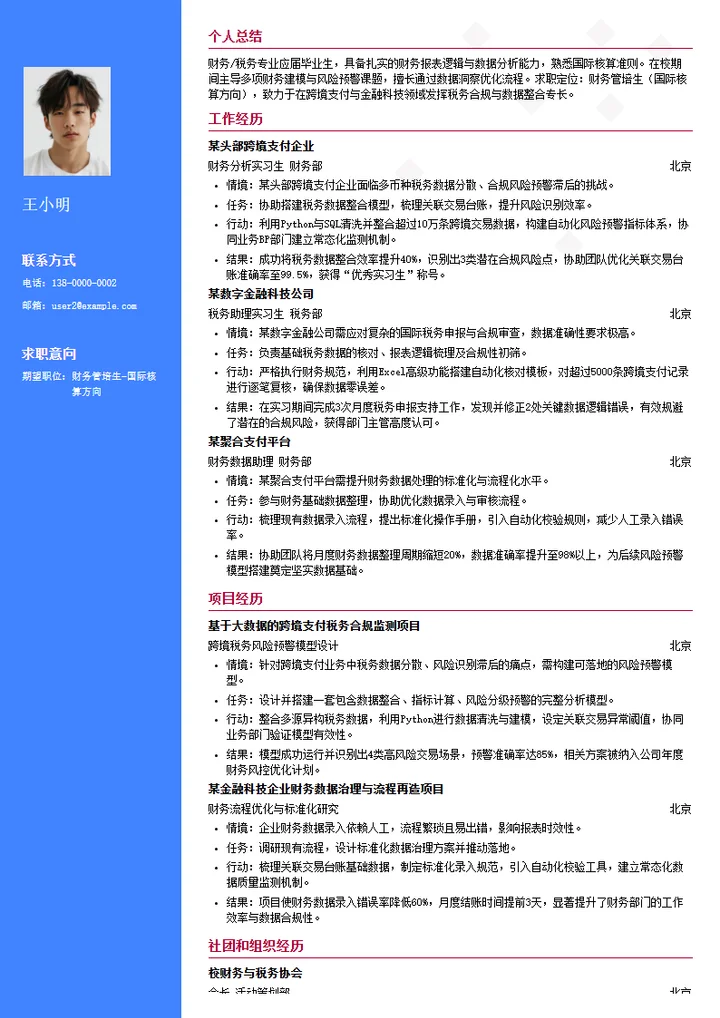 王小明
联系方式
电话：138-0000-0002
邮箱：user2@example.com
求职意向
期望职位：财务管培生-国际核
算方向
个人总结
财务/税务专业应届毕业生，具备扎实的财务报表逻辑与数据分析能力，熟悉国际核算准则。在校期
间主导多项财务建模与风险预警课题，擅长通过数据洞察优化流程。求职定位：财务管培生（国际核
算方向），致力于在跨境支付与金融科技领域发挥税务合规与数据整合专长。
工作经历
某头部跨境支付企业
财务分析实习生 财务部 北京
• 情境：某头部跨境支付企业面临多币种税务数据分散、合规风险预警滞后的挑战。
• 任务：协助搭建税务数据整合模型，梳理关联交易台账，提升风险识别效率。
• 行动：利用Python与SQL清洗并整合超过10万条跨境交易数据，构建自动化风险预警指标体系，协
同业务BP部门建立常态化监测机制。
• 结果：成功将税务数据整合效率提升40%，识别出3类潜在合规风险点，协助团队优化关联交易台
账准确率至99.5%，获得“优秀实习生”称号。
某数字金融科技公司
税务助理实习生 税务部 北京
• 情境：某数字金融公司需应对复杂的国际税务申报与合规审查，数据准确性要求极高。
• 任务：负责基础税务数据的核对、报表逻辑梳理及合规性初筛。
• 行动：严格执行财务规范，利用Excel高级功能搭建自动化核对模板，对超过5000条跨境支付记录
进行逐笔复核，确保数据零误差。
• 结果：在实习期间完成3次月度税务申报支持工作，发现并修正2处关键数据逻辑错误，有效规避
了潜在的合规风险，获得部门主管高度认可。
某聚合支付平台
财务数据助理 财务部 北京
• 情境：某聚合支付平台需提升财务数据处理的标准化与流程化水平。
• 任务：参与财务基础数据整理，协助优化数据录入与审核流程。
• 行动：梳理现有数据录入流程，提出标准化操作手册，引入自动化校验规则，减少人工录入错误
率。
• 结果：协助团队将月度财务数据整理周期缩短20%，数据准确率提升至98%以上，为后续风险预警
模型搭建奠定坚实数据基础。
项目经历
基于大数据的跨境支付税务合规监测项目
跨境税务风险预警模型设计 北京
• 情境：针对跨境支付业务中税务数据分散、风险识别滞后的痛点，需构建可落地的风险预警模
型。
• 任务：设计并搭建一套包含数据整合、指标计算、风险分级预警的完整分析模型。
• 行动：整合多源异构税务数据，利用Python进行数据清洗与建模，设定关联交易异常阈值，协同
业务部门验证模型有效性。
• 结果：模型成功运行并识别出4类高风险交易场景，预警准确率达85%，相关方案被纳入公司年度
财务风控优化计划。
某金融科技企业财务数据治理与流程再造项目
财务流程优化与标准化研究 北京
• 情境：企业财务数据录入依赖人工，流程繁琐且易出错，影响报表时效性。
• 任务：调研现有流程，设计标准化数据治理方案并推动落地。
• 行动：梳理关联交易台账基础数据，制定标准化录入规范，引入自动化校验工具，建立常态化数
据质量监测机制。
• 结果：项目使财务数据录入错误率降低60%，月度结账时间提前3天，显著提升了财务部门的工作
效率与数据合规性。
社团和组织经历
校财务与税务协会
会长 活动策划部 北京